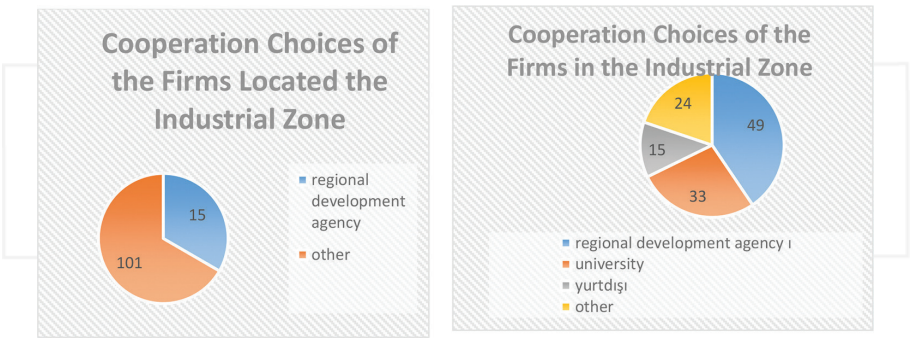 Cooperation Choices of
the Firms Located the
Industrial Zone
15
101
regional
development
agency
other
Cooperation Choices of the
Firms in the Industrial Zone
24
49
15
33
regional development agency ı
university
yurtdışı
other